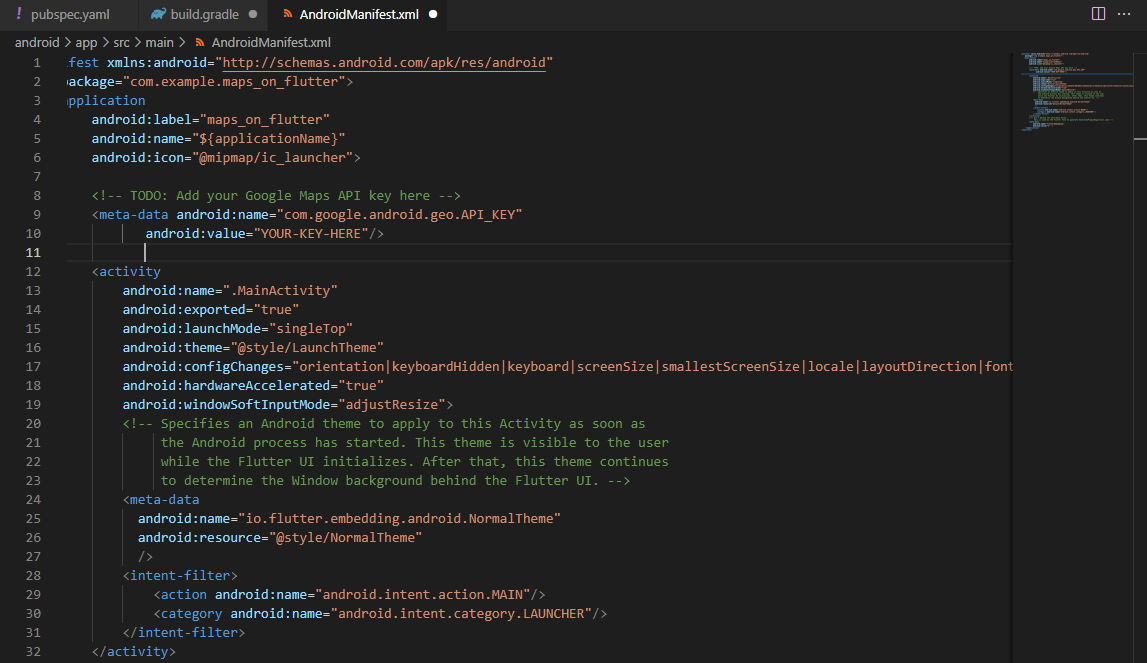 ! pubspec.yaml build.gradle AndroidManifest.xml
android > app > src > main > AndroidManifest.xml
1 ifest xmlns:android="http://schemas.android.com/apk/res/android"
2 package="com.example.maps_on_flutter">
3 pplication
4 android:label="maps_on_flutter"
5 android:name="${applicationName}"
6 android:icon="@mipmap/ic_launcher">
7
8 <!-- TODO: Add your Google Maps API key here -->
9 <meta-data android:name="com.google.android.geo.API_KEY"
10 android:value="YOUR-KEY-HERE"/>
11
12 <activity
13 android:name=".MainActivity"
14 android:exported="true"
15 android:launchMode="singleTop"
16 android:theme="@style/LaunchTheme"
17 android:configChanges="orientation|keyboardHidden|keyboard|screenSize|smallestScreenSize|locale|layoutDirection|font
18 android:hardwareAccelerated="true"
19 android:windowSoftInputMode="adjustResize">
20 <!-- Specifies an Android theme to apply to this Activity as soon as
21 the Android process has started. This theme is visible to the user
22 while the Flutter UI initializes. After that, this theme continues
23 to determine the Window background behind the Flutter UI. -->
24 <meta-data
25 android:name="io.flutter.embedding.android.NormalTheme"
26 android:resource="@style/NormalTheme"
27 />
28 <intent-filter>
29 <action android:name="android.intent.action.MAIN"/>
30 <category android:name="android.intent.category.LAUNCHER"/>
31 </intent-filter>
32 </activity>